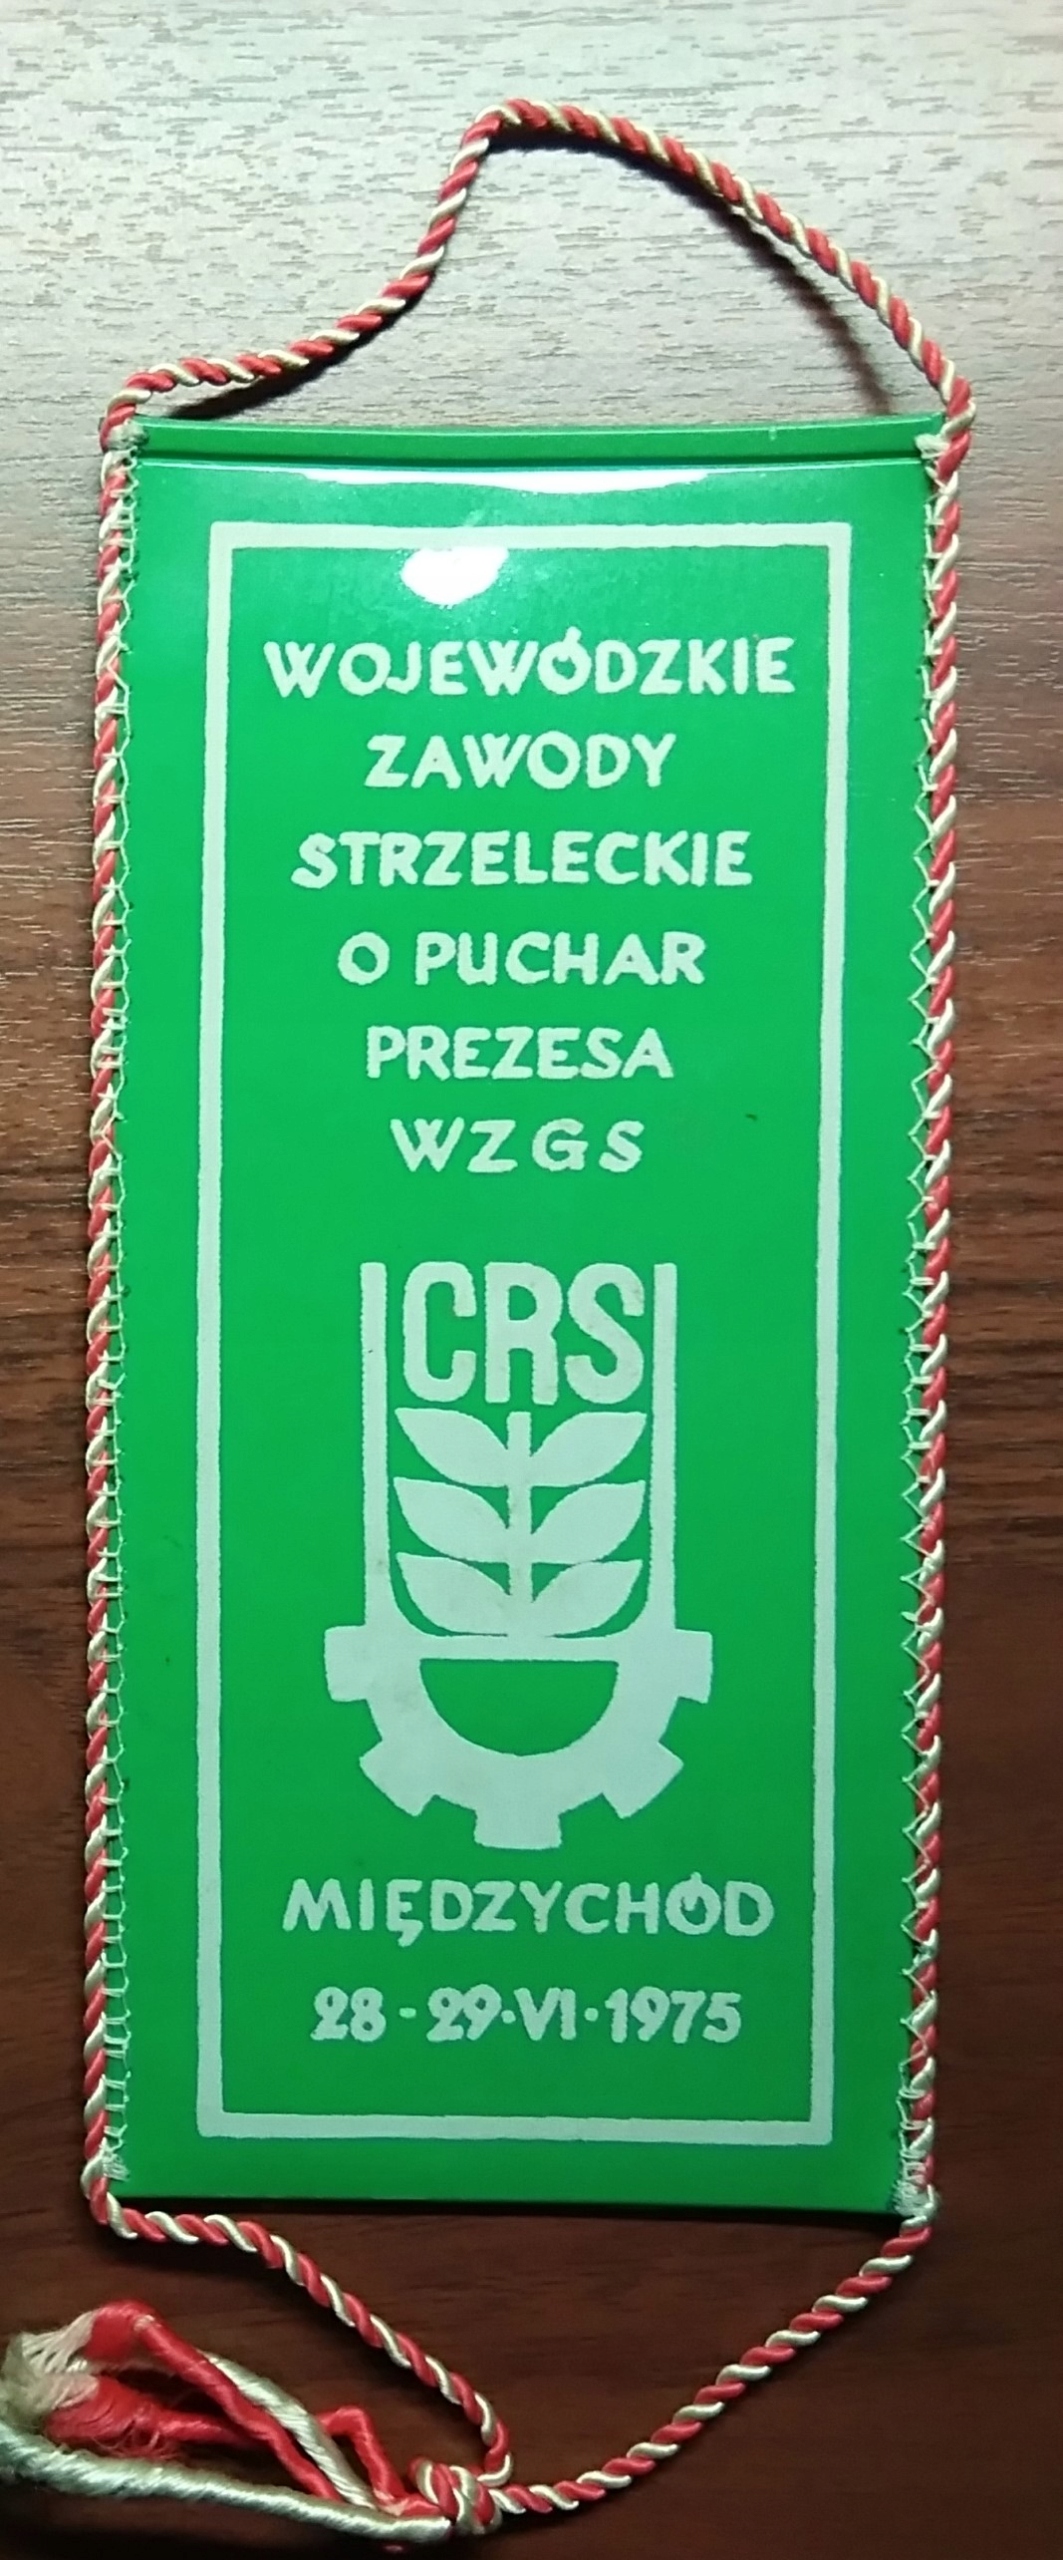 WOJEWÓDZKIE
ZAWODY
STRZELECKIE
O PUCHAR
PREZESA
WZGS
CRS
MIĘDZYCHÓD
28-29·VI·1975